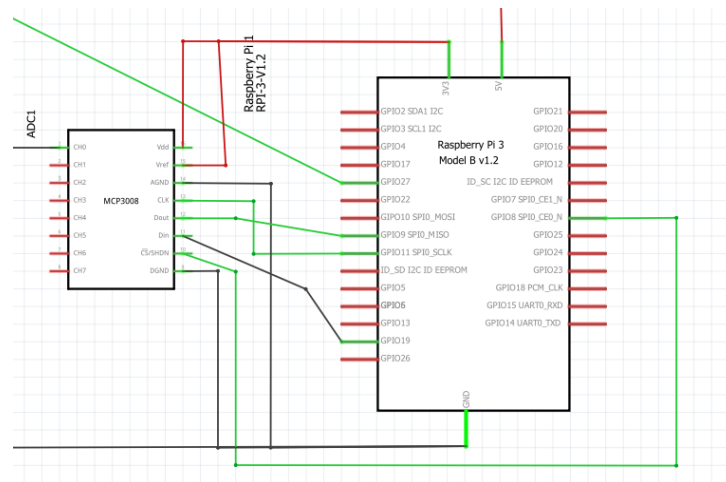 Raspberry Pi 1
RPI-3-V1.2
ADC1
MCP3008
CH0
CH1
CH2
CH3
CH4
CH5
CH6
CH7
Vdd
Vref
AGND
CLK
Dout
Din
CS/SHDN
DGND
3V3
5V
Raspberry Pi 3
Model B v1.2
GPIO2 SDA1 I2C
GPIO3 SCL1 I2C
GPIO4
GPIO17
GPIO27
GPIO22
GPIO10 SPI0_MOSI
GPIO9 SPI0_MISO
GPIO11 SPI0_SCLK
ID_SD I2C ID EEPROM
GPIO5
GPIO6
GPIO13
GPIO19
GPIO26
GPIO21
GPIO20
GPIO16
GPIO12
ID_SC I2C ID EEPROM
GPIO7 SPI0_CE1_N
GPIO8 SPI0_CE0_N
GPIO25
GPIO24
GPIO23
GPIO18 PCM_CLK
GPIO15 UART0_RXD
GPIO14 UART0_TXD
GND